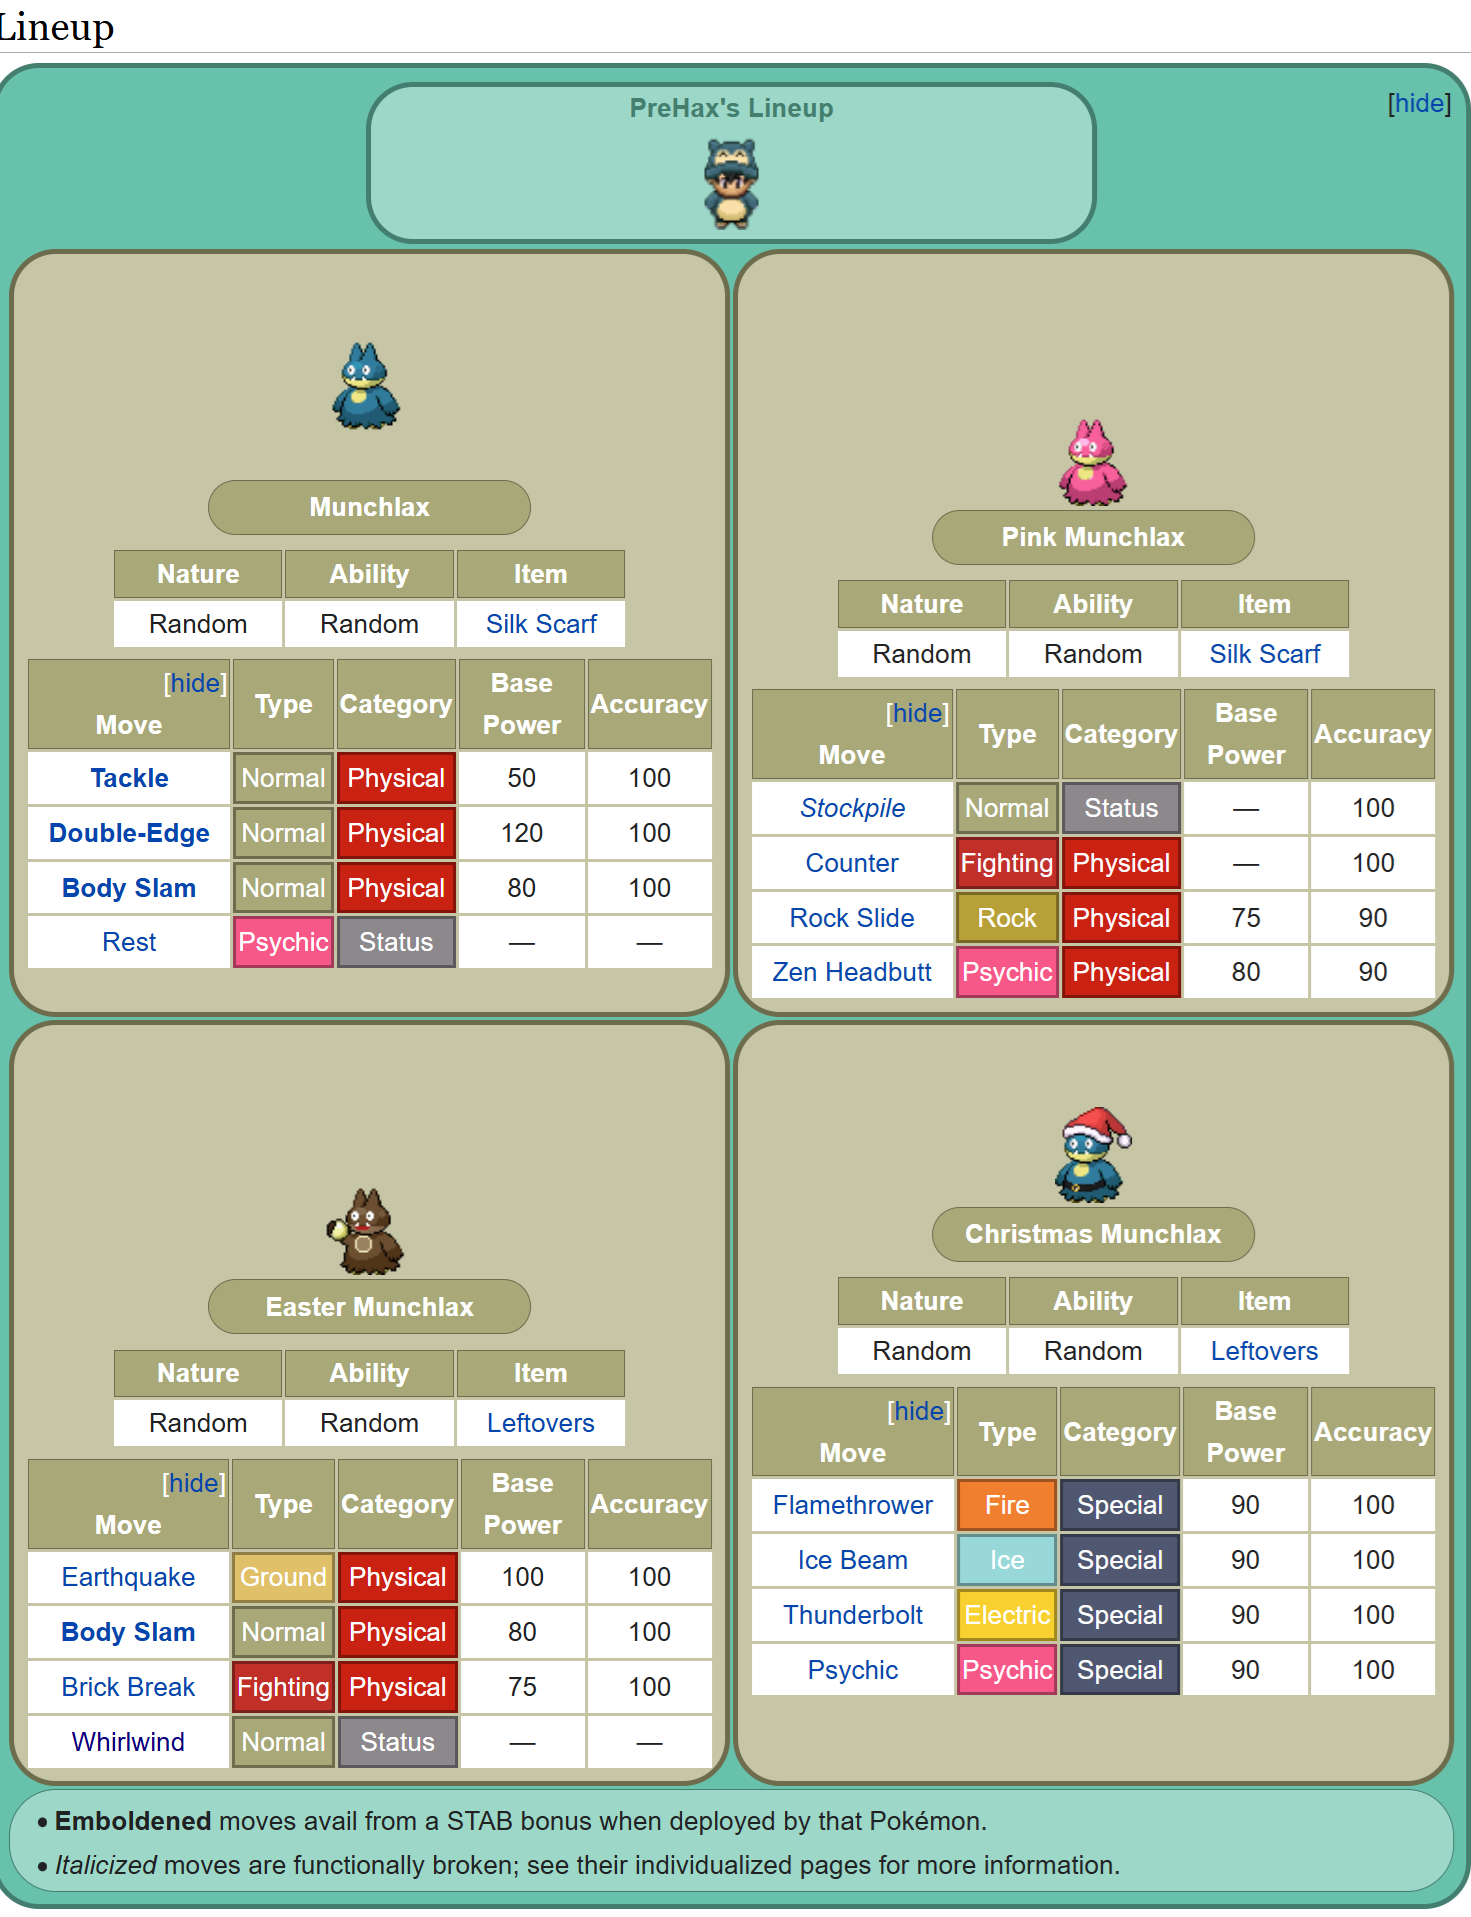 Lineup
PreHax's Lineup
[hide]
Munchlax
Nature Ability Item
Random Random Silk Scarf
[hide]
Move Type Category Base Power Accuracy
Tackle Normal Physical 50 100
Double-Edge Normal Physical 120 100
Body Slam Normal Physical 80 100
Rest Psychic Status — —
Pink Munchlax
Nature Ability Item
Random Random Silk Scarf
[hide]
Move Type Category Base Power Accuracy
Stockpile Normal Status — 100
Counter Fighting Physical — 100
Rock Slide Rock Physical 75 90
Zen Headbutt Psychic Physical 80 90
Easter Munchlax
Nature Ability Item
Random Random Leftovers
[hide]
Move Type Category Base Power Accuracy
Earthquake Ground Physical 100 100
Body Slam Normal Physical 80 100
Brick Break Fighting Physical 75 100
Whirlwind Normal Status — —
Christmas Munchlax
Nature Ability Item
Random Random Leftovers
[hide]
Move Type Category Base Power Accuracy
Flamethrower Fire Special 90 100
Ice Beam Ice Special 90 100
Thunderbolt Electric Special 90 100
Psychic Psychic Special 90 100
• Emboldened moves avail from a STAB bonus when deployed by that Pokémon.
• Italicized moves are functionally broken; see their individualized pages for more information.